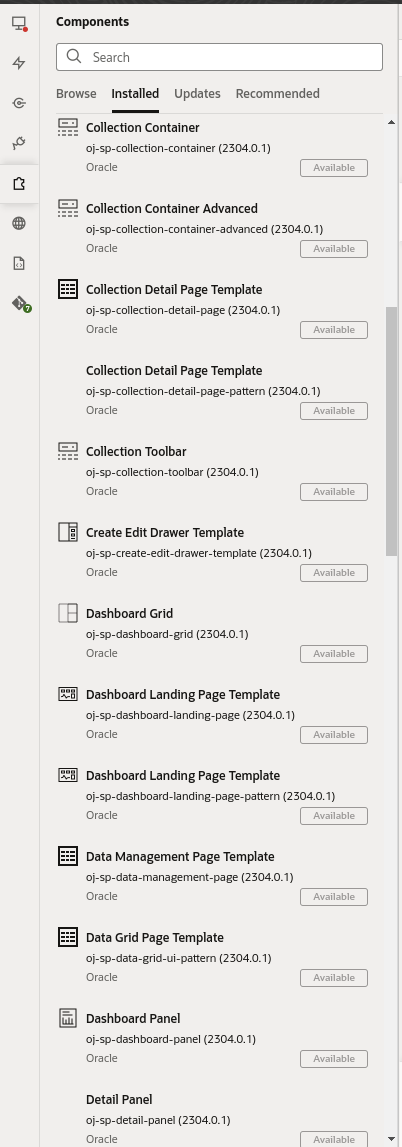 Components
Search
Browse Installed Updates Recommended
Collection Container
oj-sp-collection-container (2304.0.1)
Oracle
Available
Collection Container Advanced
oj-sp-collection-container-advanced (2304.0.1)
Oracle
Available
Collection Detail Page Template
oj-sp-collection-detail-page (2304.0.1)
Oracle
Available
Collection Detail Page Template
oj-sp-collection-detail-page-pattern (2304.0.1)
Oracle
Available
Collection Toolbar
oj-sp-collection-toolbar (2304.0.1)
Oracle
Available
Create Edit Drawer Template
oj-sp-create-edit-drawer-template (2304.0.1)
Oracle
Available
Dashboard Grid
oj-sp-dashboard-grid (2304.0.1)
Oracle
Available
Dashboard Landing Page Template
oj-sp-dashboard-landing-page (2304.0.1)
Oracle
Available
Dashboard Landing Page Template
oj-sp-dashboard-landing-page-pattern (2304.0.1)
Oracle
Available
Data Management Page Template
oj-sp-data-management-page (2304.0.1)
Oracle
Available
Data Grid Page Template
oj-sp-data-grid-ui-pattern (2304.0.1)
Oracle
Available
Dashboard Panel
oj-sp-dashboard-panel (2304.0.1)
Oracle
Available
Detail Panel
oj-sp-detail-panel (2304.0.1)
Oracle
Available